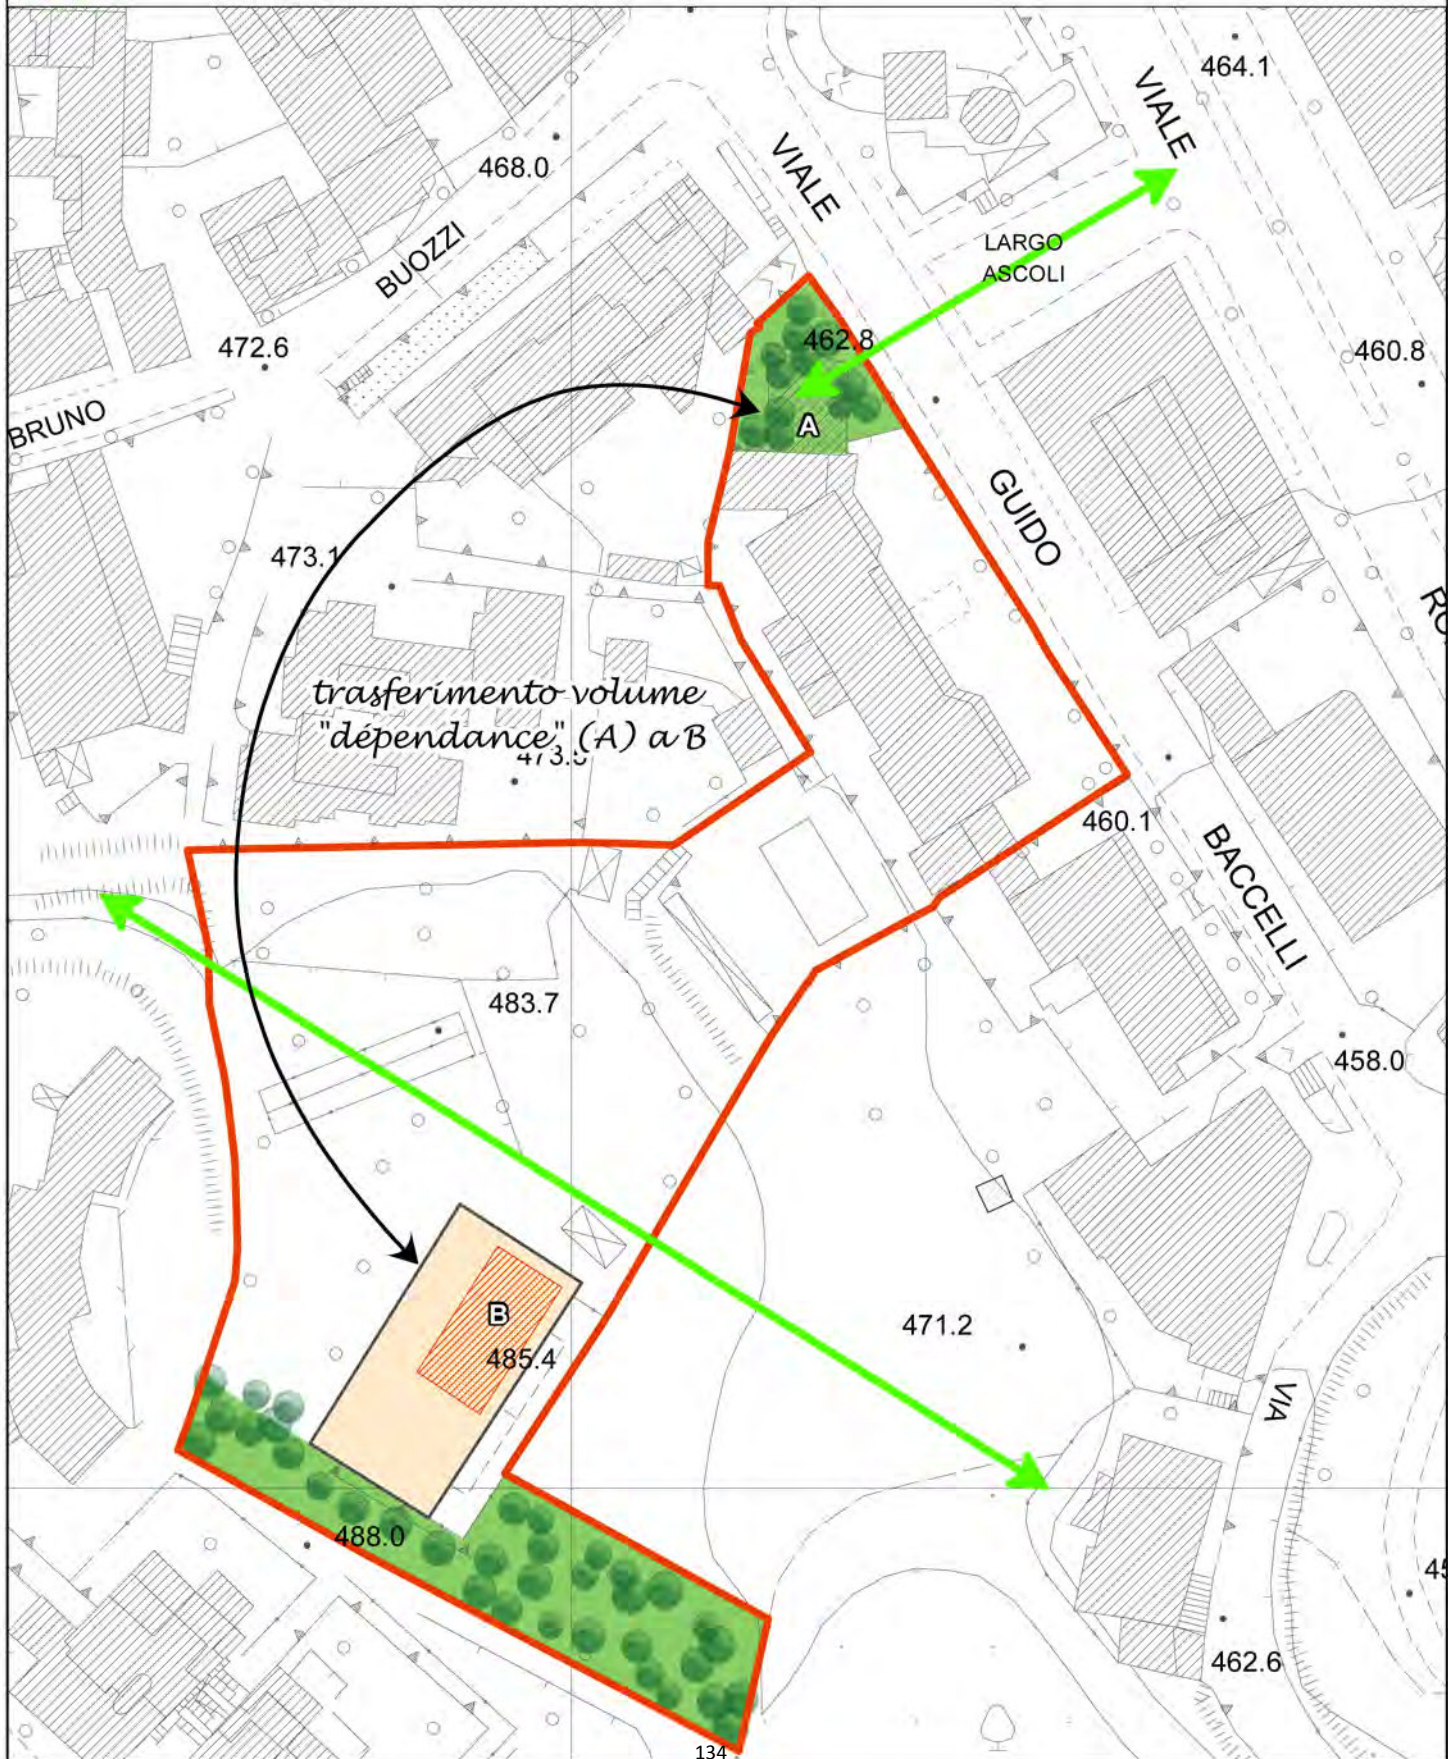 464.1
VIALE
468.0
VIALE
LARGO
ASCOLI
BUOZZI
462.8
472.6
460.8
BRUNO
A
GUIDO
473.1
trasferimento volume
"dépendance" (A) a B
460.1
BACCELLI
483.7
458.0
B
471.2
485.4
VIA
488.0
462.6
134